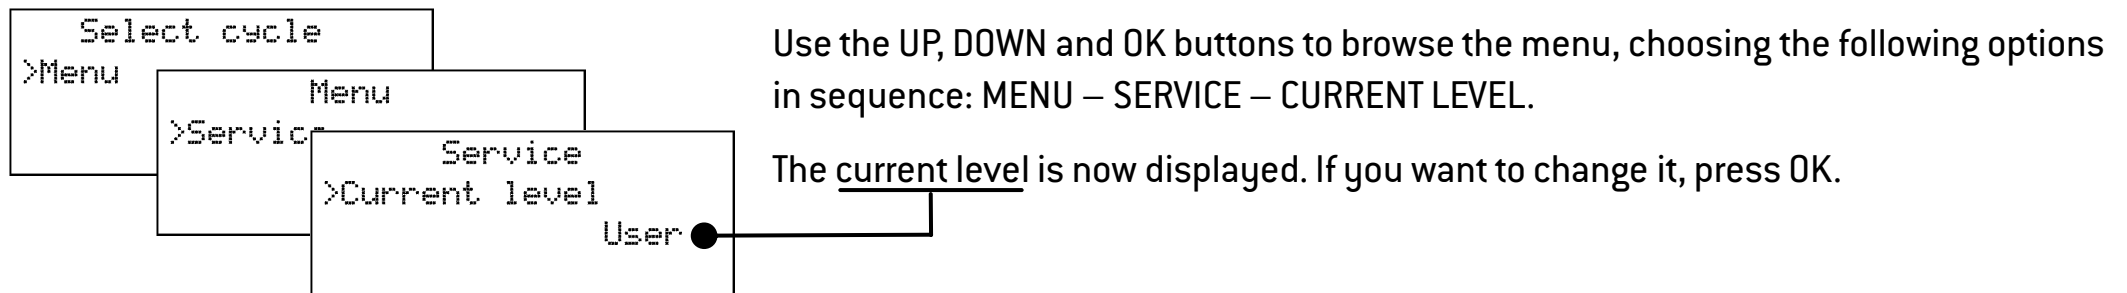 Select cycle
>Menu
Menu
>Service
Service
>Current level
User
Use the UP, DOWN and OK buttons to browse the menu, choosing the following options
in sequence: MENU – SERVICE – CURRENT LEVEL.
The current level is now displayed. If you want to change it, press OK.